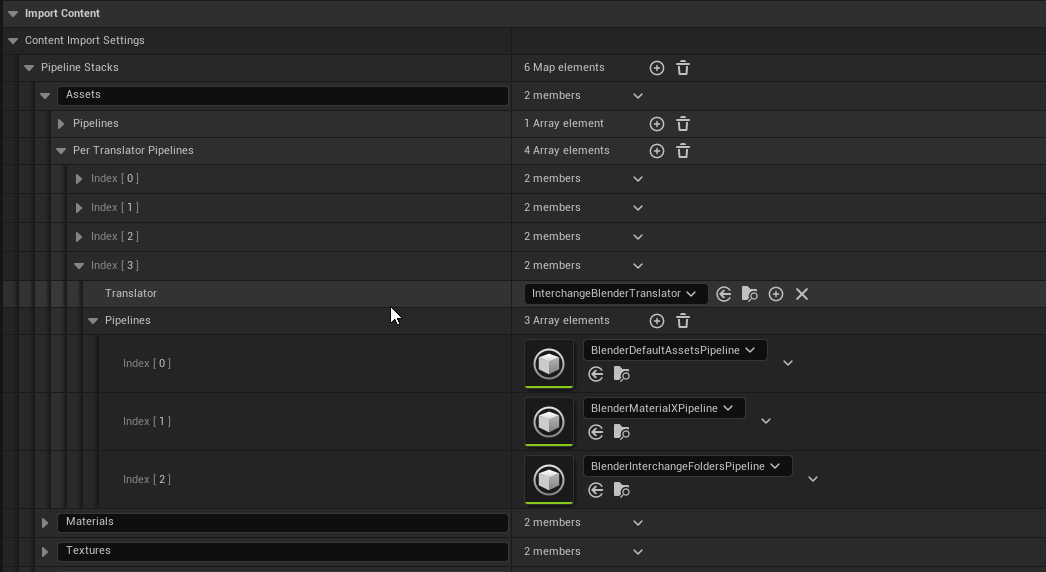 Import Content
Content Import Settings
Pipeline Stacks 6 Map elements
Assets 2 members
Pipelines 1 Array element
Per Translator Pipelines 4 Array elements
Index [ 0 ] 2 members
Index [ 1 ] 2 members
Index [ 2 ] 2 members
Index [ 3 ] 2 members
Translator InterchangeBlenderTranslator
Pipelines 3 Array elements
Index [ 0 ] BlenderDefaultAssetsPipeline
Index [ 1 ] BlenderMaterialXPipeline
Index [ 2 ] BlenderInterchangeFoldersPipeline
Materials 2 members
Textures 2 members